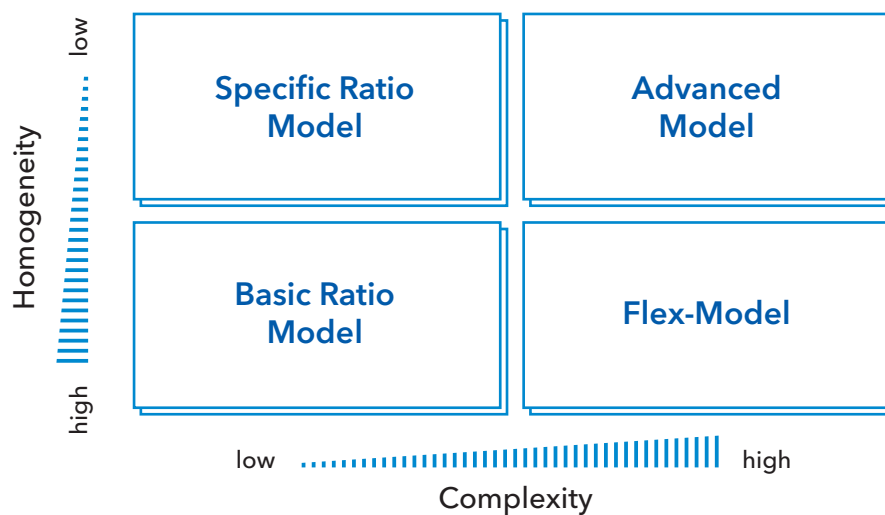 low
Specific Ratio
Model
Advanced
Model
Homogeneity
Basic Ratio
Model
Flex-Model
high
low
high
Complexity